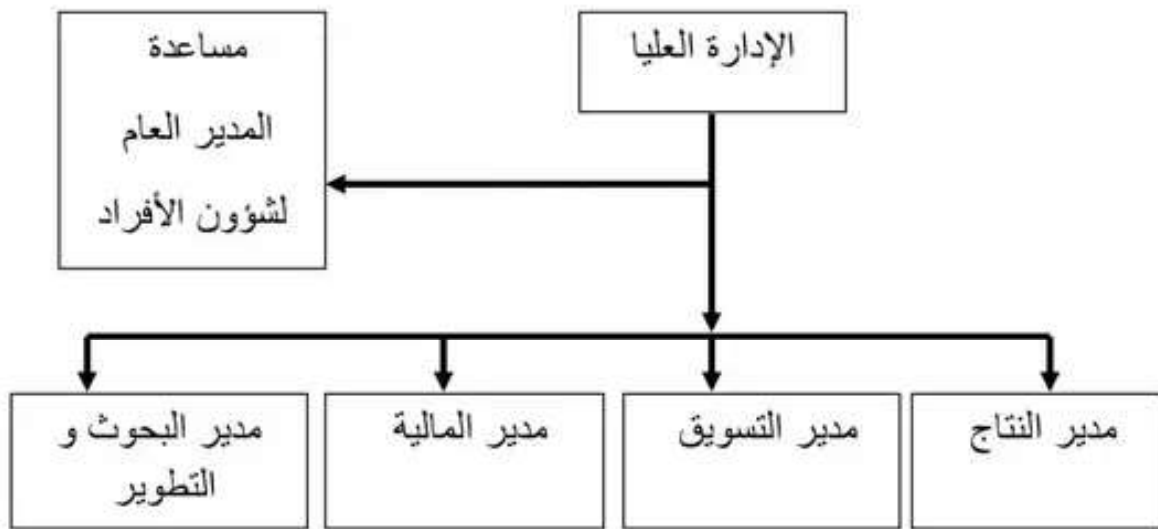 الإدارة العليا
مساعدة
المدير العام
لشؤون الأفراد
مدير النتاج
مدير التسويق
مدير المالية
مدير البحوث و
التطوير